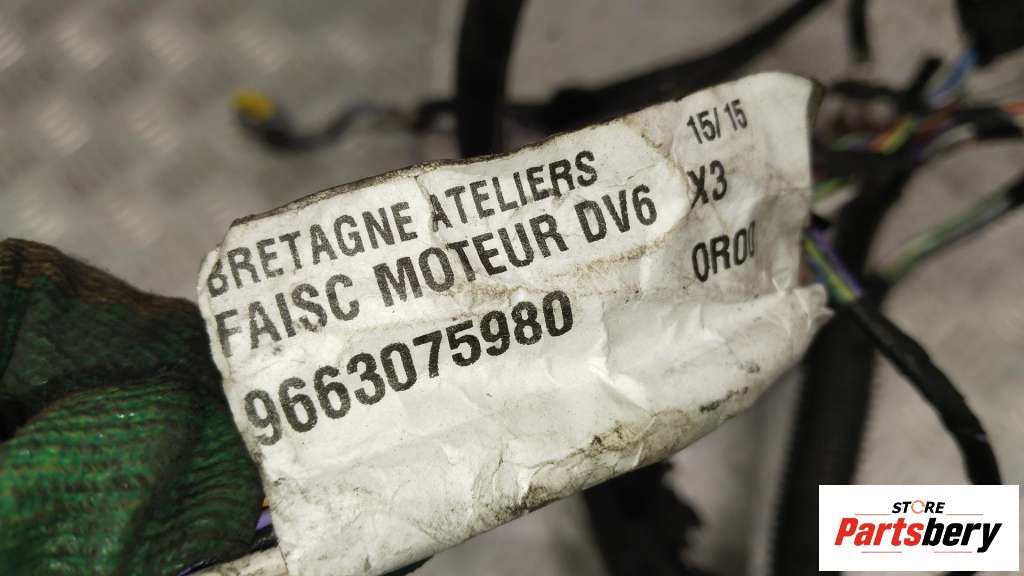 BRETAGNE ATELIERS 15/15
FAISC MOTEUR DV6 X3
9663075980 0R00
STORE
Partsbery